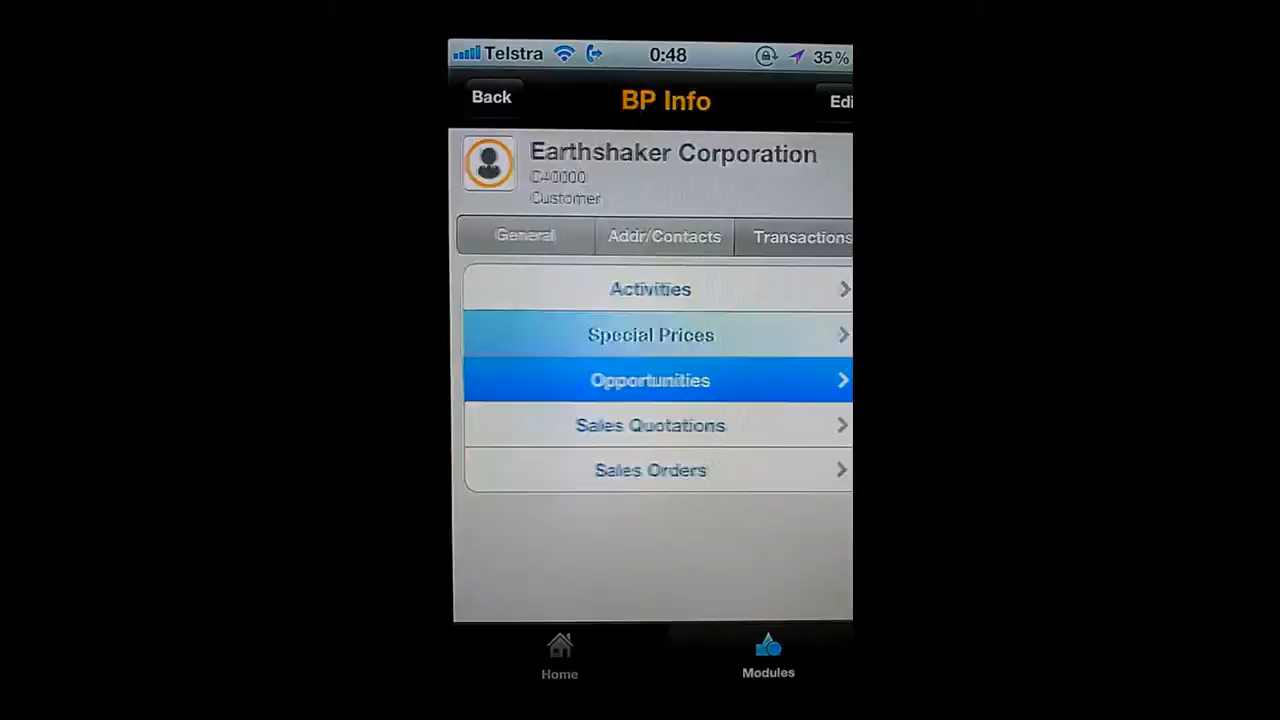 Telstra 0:48 35%
Back BP Info Edi
Earthshaker Corporation
C40000
Customer
General Addr/Contacts Transactions
Activities
Special Prices
Opportunities
Sales Quotations
Sales Orders
Home Modules